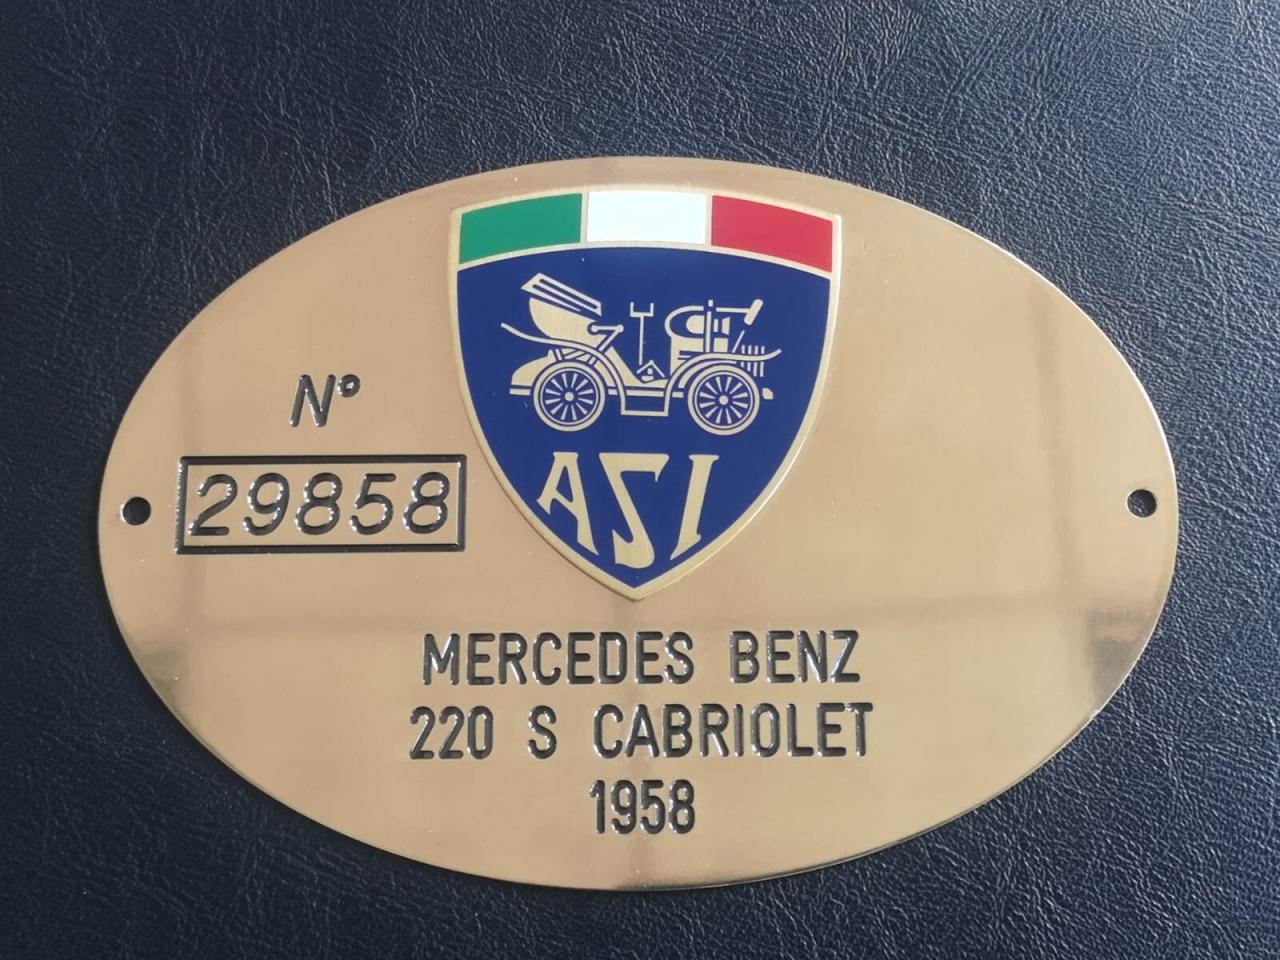 ASI
N°
29858
MERCEDES BENZ
220 S CABRIOLET
1958